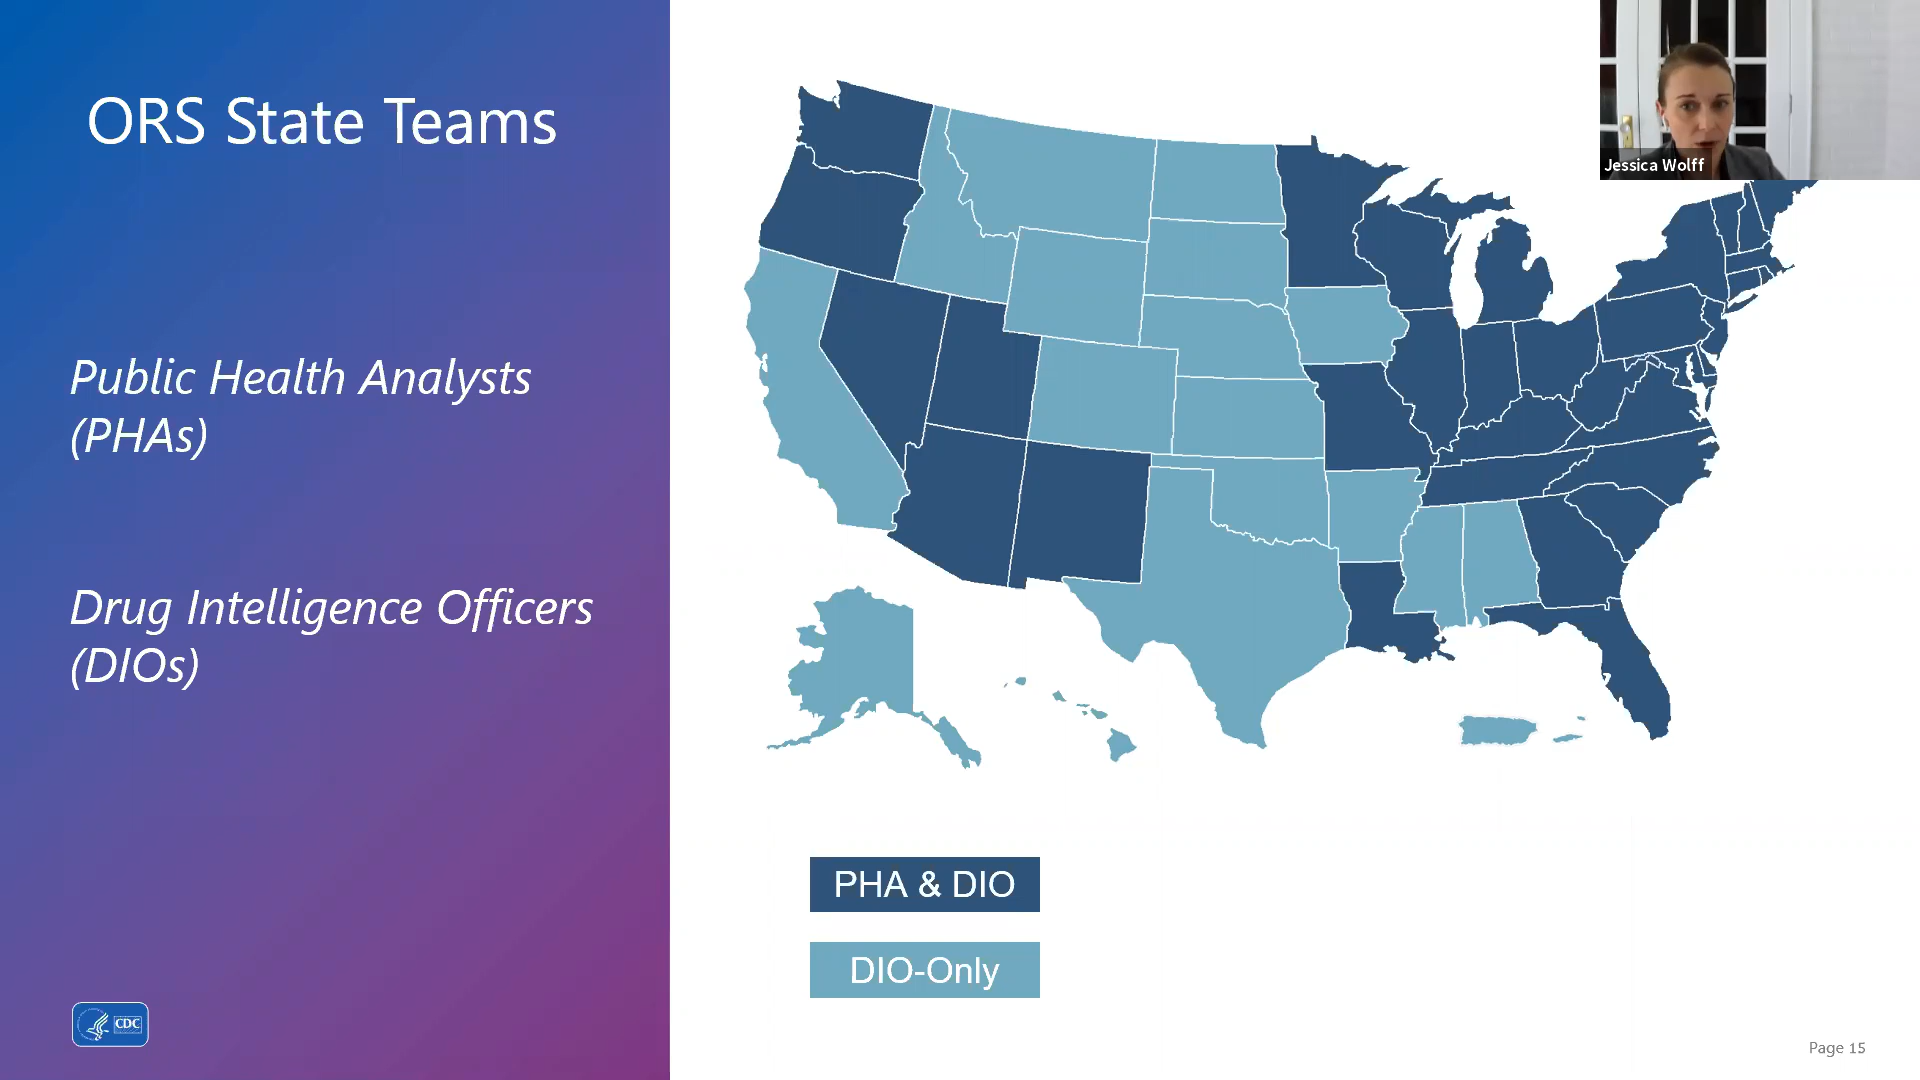 ORS State Teams
Public Health Analysts
(PHAs)
Drug Intelligence Officers
(DIOs)
CDC
Jessica Wolff
PHA & DIO
DIO-Only
Page 15